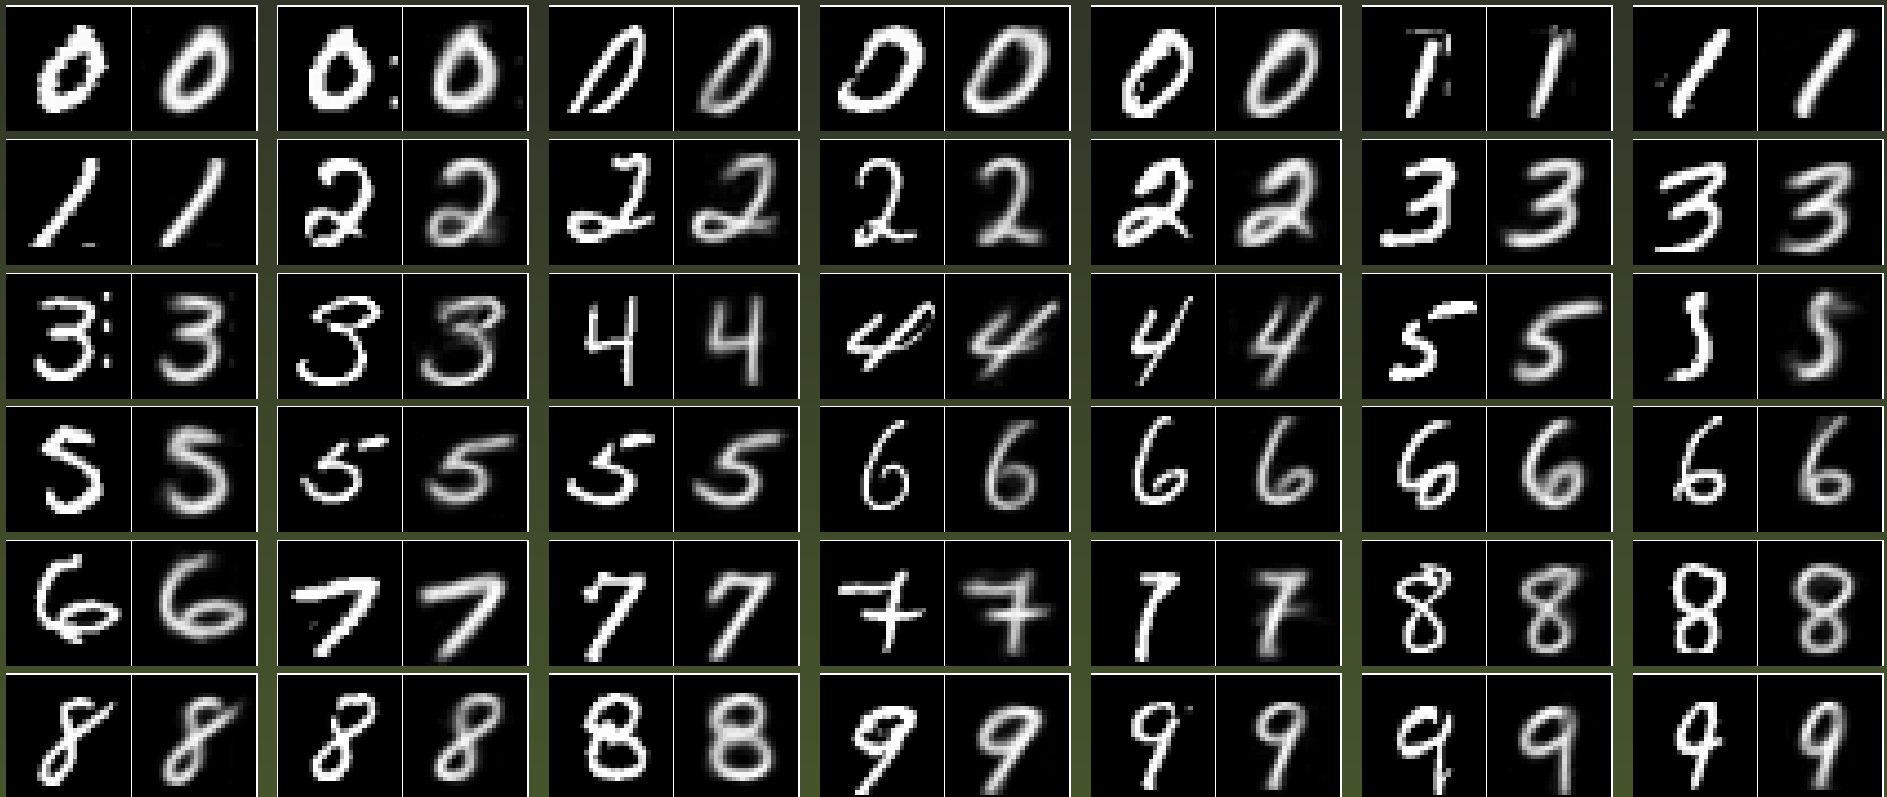 0 0 0 0 0 0 0 0 0 0 1 1 1 1
1 1 2 2 2 2 2 2 2 2 3 3 3 3
3 3 3 3 4 4 4 4 4 4 5 5 5 5
5 5 5 5 5 5 6 6 6 6 6 6 6 6
6 6 7 7 7 7 7 7 7 7 8 8 8 8
8 8 8 8 8 8 9 9 9 9 9 9 9 9